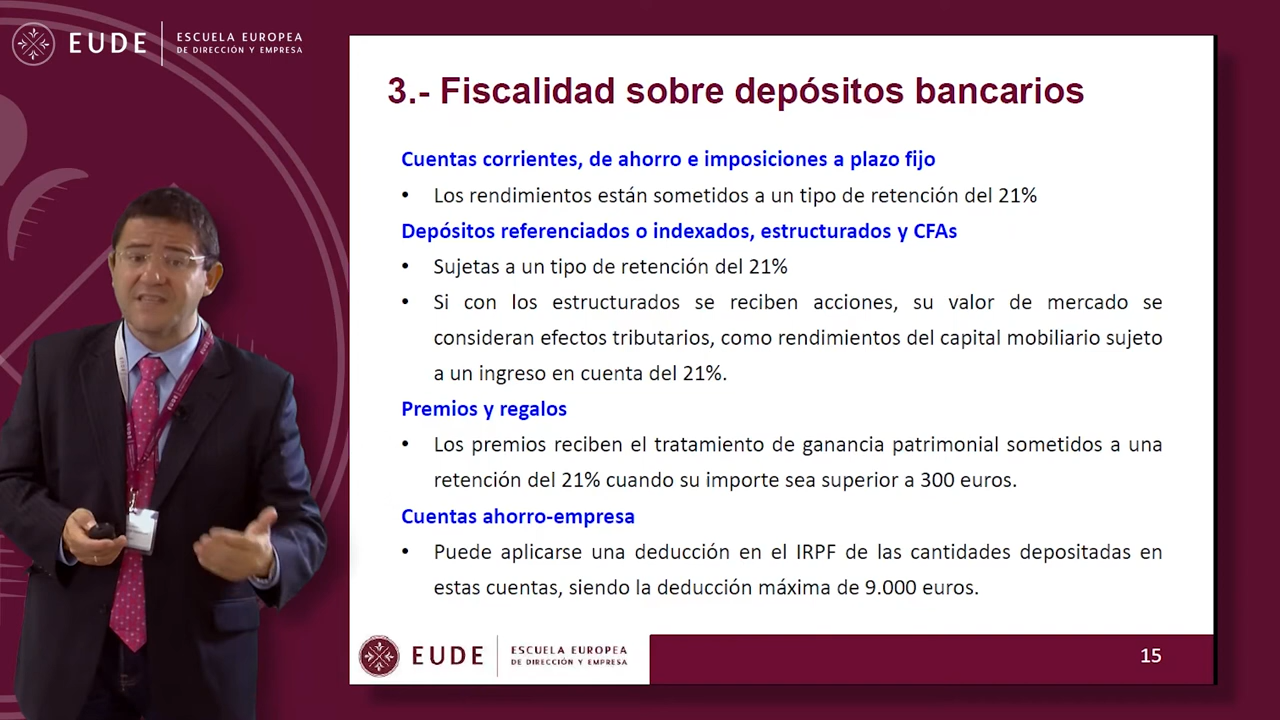 EUDE
ESCUELA EUROPEA
DE DIRECCIÓN Y EMPRESA
3.- Fiscalidad sobre depósitos bancarios
Cuentas corrientes, de ahorro e imposiciones a plazo fijo
• Los rendimientos están sometidos a un tipo de retención del 21%
Depósitos referenciados o indexados, estructurados y CFAs
• Sujetas a un tipo de retención del 21%
• Si con los estructurados se reciben acciones, su valor de mercado se
consideran efectos tributarios, como rendimientos del capital mobiliario sujeto
a un ingreso en cuenta del 21%.
Premios y regalos
• Los premios reciben el tratamiento de ganancia patrimonial sometidos a una
retención del 21% cuando su importe sea superior a 300 euros.
Cuentas ahorro-empresa
• Puede aplicarse una deducción en el IRPF de las cantidades depositadas en
estas cuentas, siendo la deducción máxima de 9.000 euros.
EUDE
ESCUELA EUROPEA
DE DIRECCIÓN Y EMPRESA
15